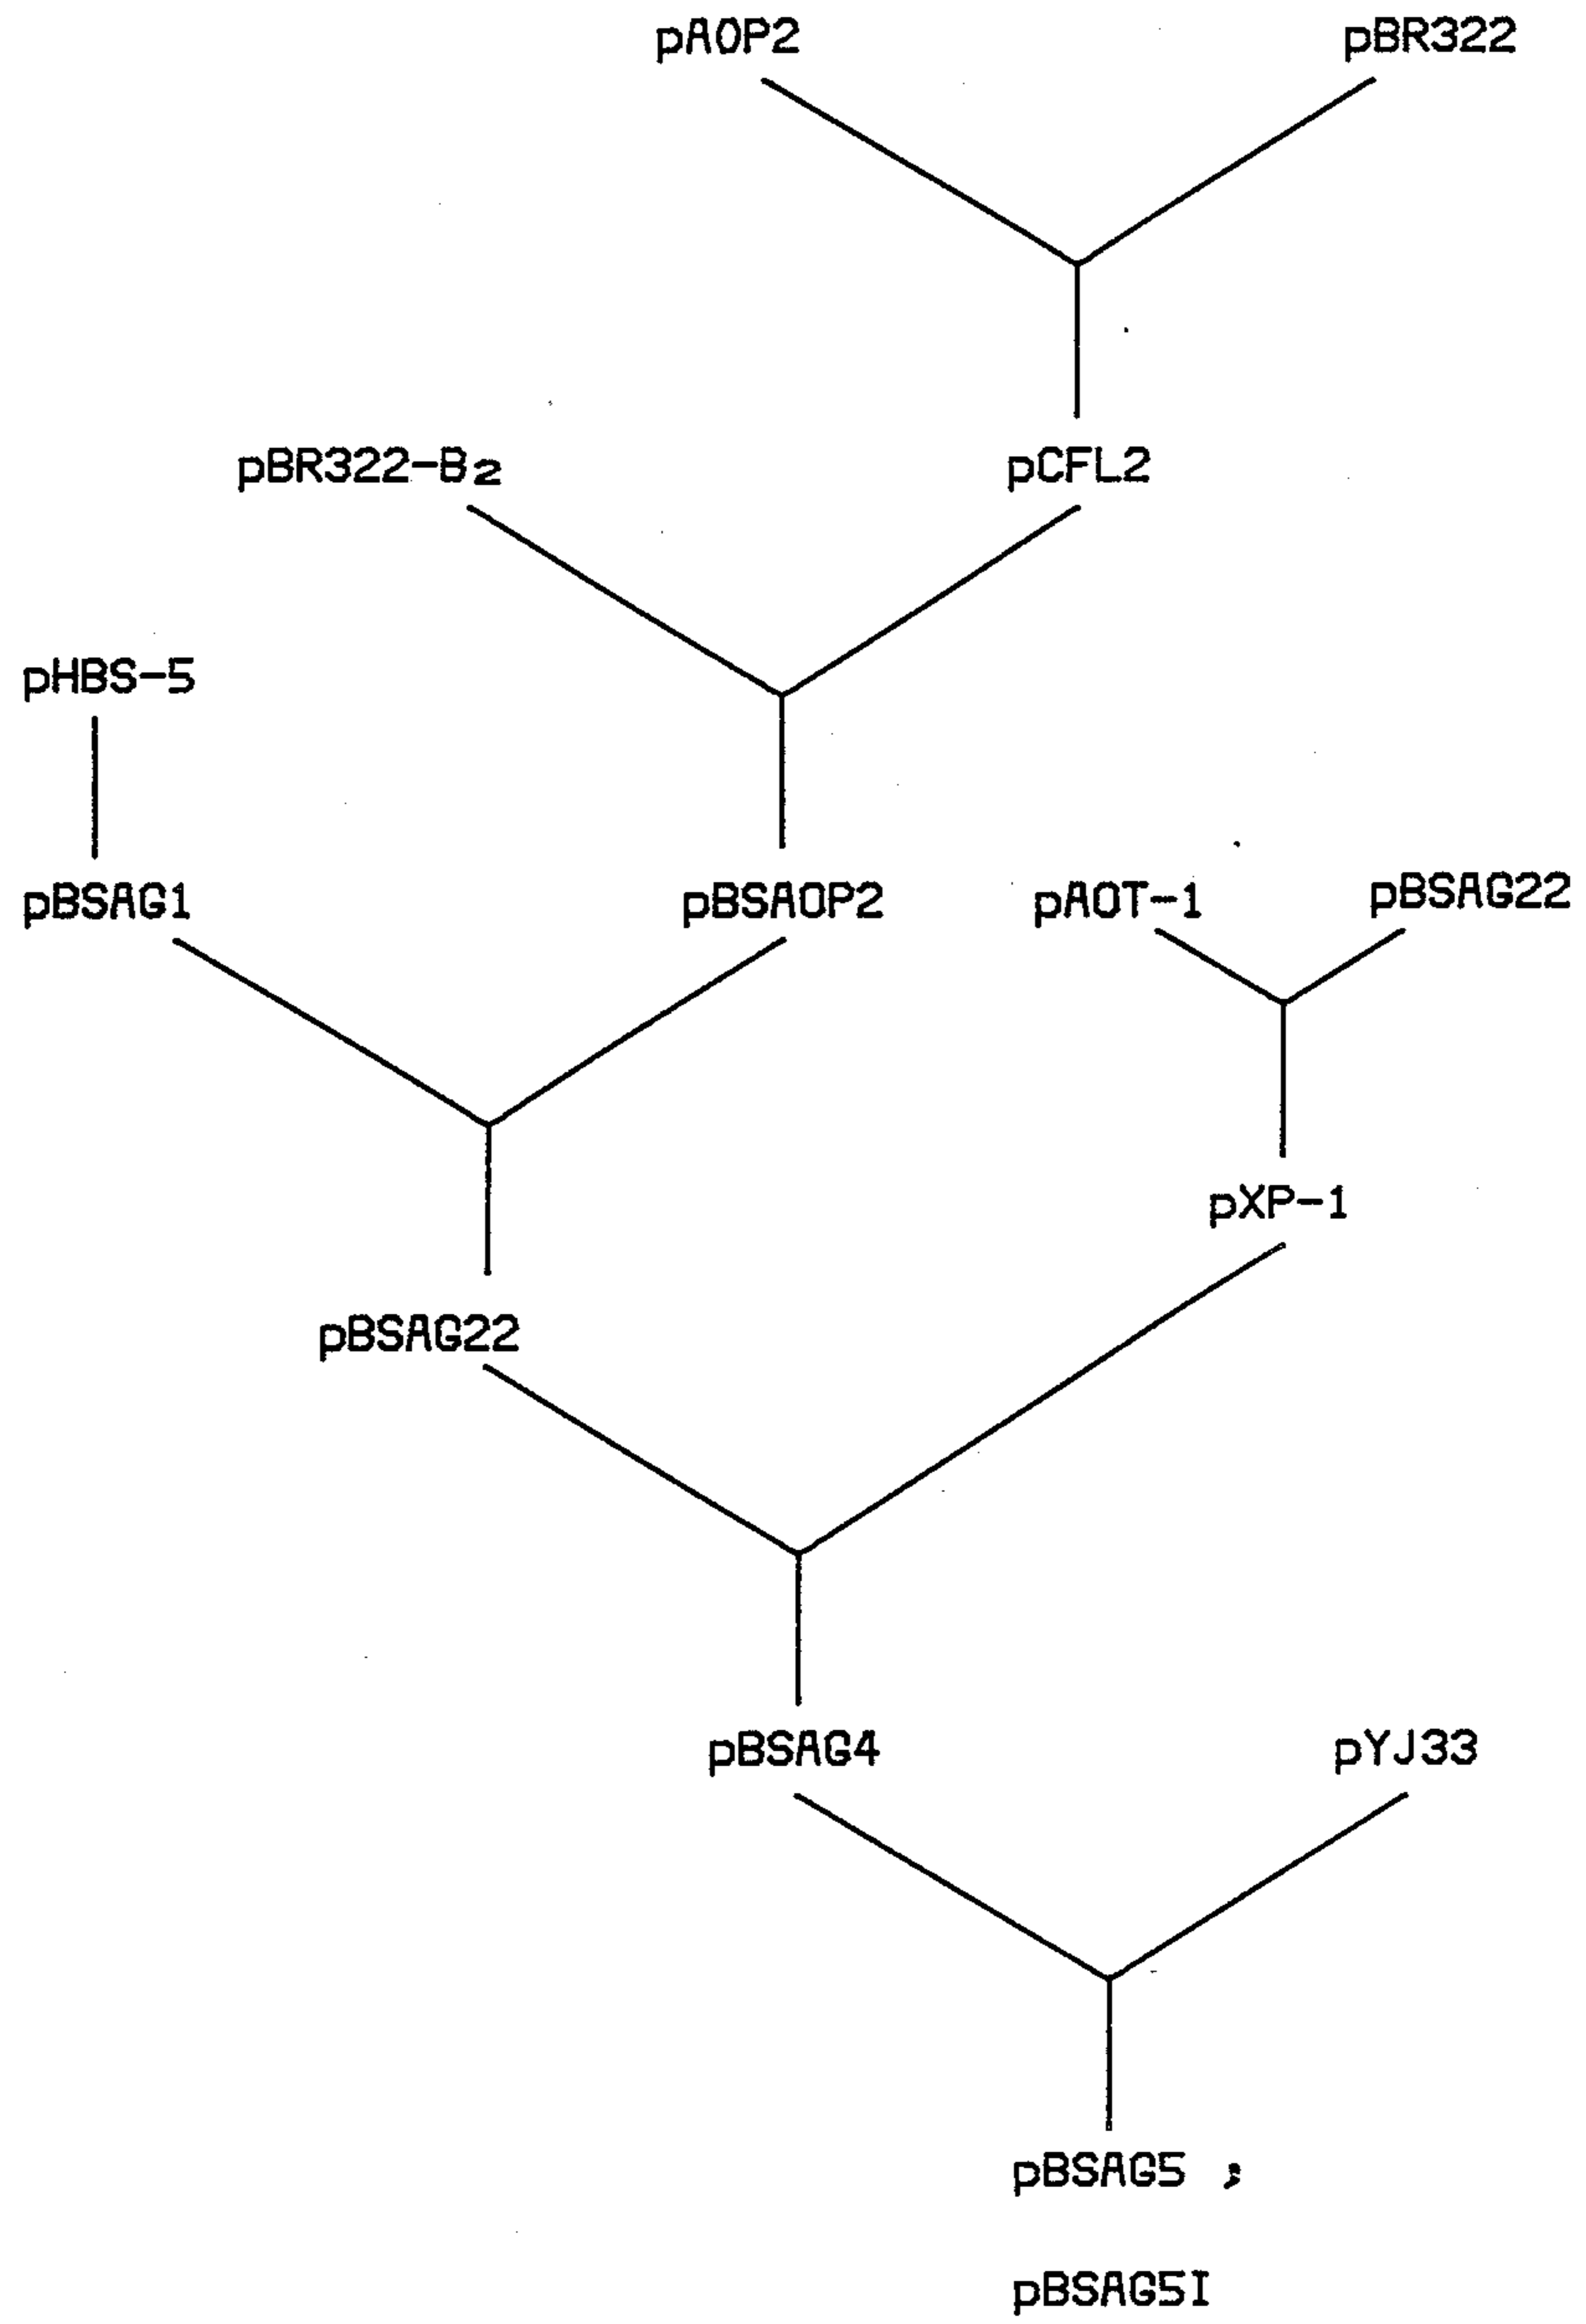 pAOP2 pBR322
pBR322-B2 pCFL2
pHBS-5
pBSAG1 pBSAOP2 pAOT-1 pBSAG22
pXP-1
pBSAG22
pBSAG4 pYJ33
pBSAG5 ;
pBSAG5I